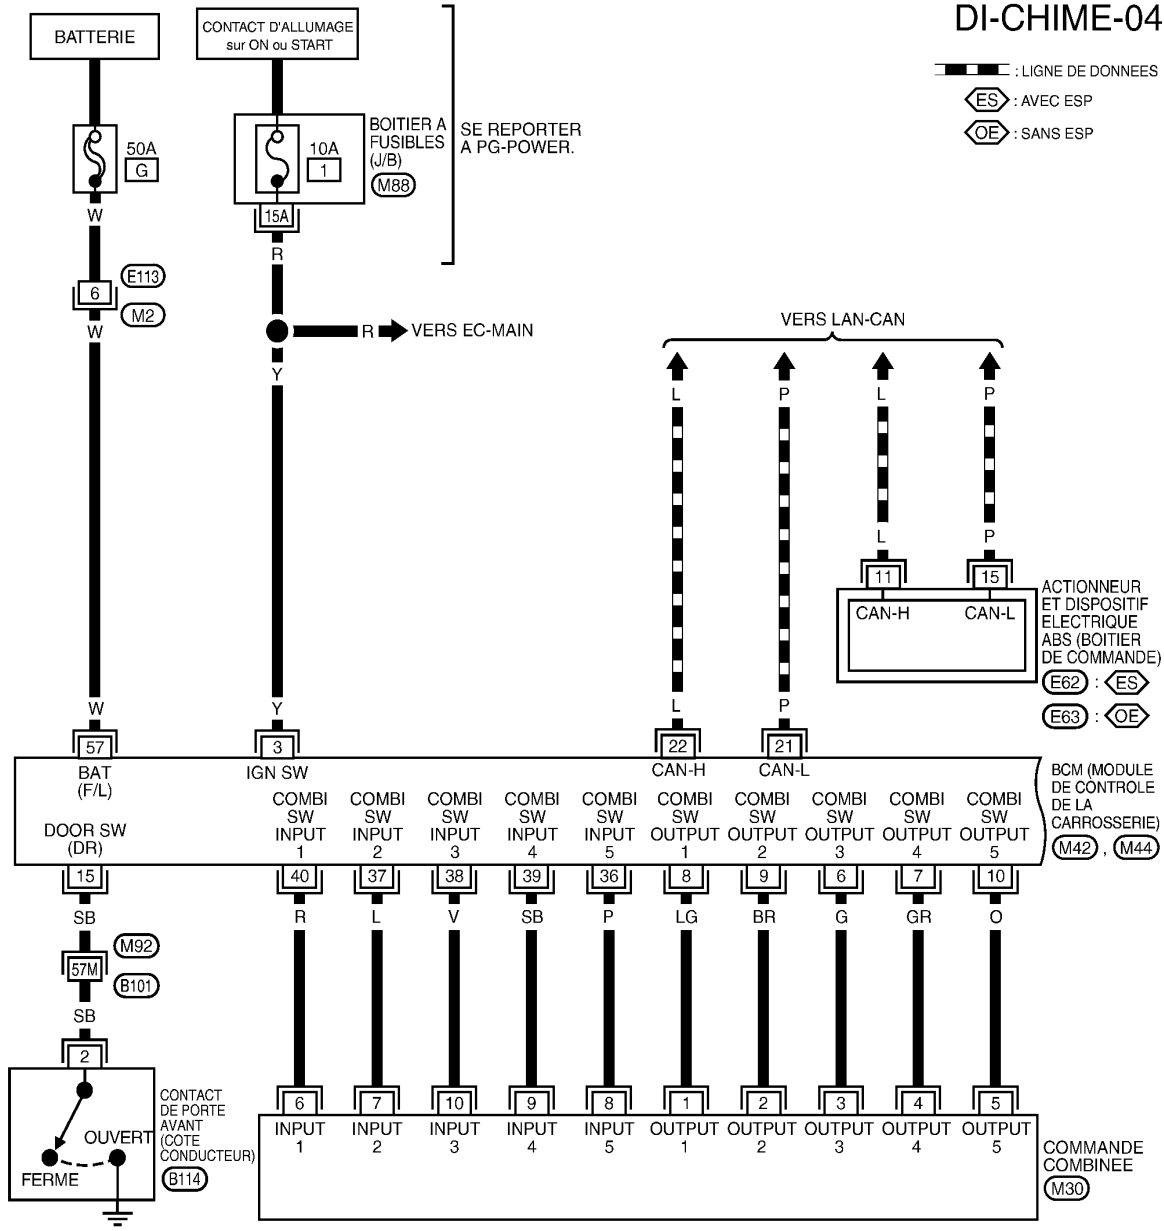 DI-CHIME-04
BATTERIE
CONTACT D'ALLUMAGE
sur ON ou START
: LIGNE DE DONNEES
ES : AVEC ESP
OE : SANS ESP
50A
G
10A
1
BOITIER A
FUSIBLES
(J/B)
M88
SE REPORTER
A PG-POWER.
15A
W
R
6
E113
M2
W
R
VERS EC-MAIN
Y
VERS LAN-CAN
L
P
L
P
L
P
11
15
CAN-H
CAN-L
ACTIONNEUR
ET DISPOSITIF
ELECTRIQUE
ABS (BOITIER
DE COMMANDE)
E62 : ES
E63 : OE
W
Y
L
P
57
3
22
21
BAT
(F/L)
IGN SW
CAN-H
CAN-L
DOOR SW
(DR)
COMBI
SW
INPUT
1
COMBI
SW
INPUT
2
COMBI
SW
INPUT
3
COMBI
SW
INPUT
4
COMBI
SW
INPUT
5
COMBI
SW
OUTPUT
1
COMBI
SW
OUTPUT
2
COMBI
SW
OUTPUT
3
COMBI
SW
OUTPUT
4
COMBI
SW
OUTPUT
5
BCM (MODULE
DE CONTROLE
DE LA
CARROSSERIE)
M42 , M44
15
40
37
38
39
36
8
9
6
7
10
SB
R
L
V
SB
P
LG
BR
G
GR
O
57M
M92
B101
SB
2
CONTACT
DE PORTE
AVANT
(COTE
CONDUCTEUR)
B114
OUVERT
FERME
6
7
10
9
8
1
2
3
4
5
INPUT
1
INPUT
2
INPUT
3
INPUT
4
INPUT
5
OUTPUT
1
OUTPUT
2
OUTPUT
3
OUTPUT
4
OUTPUT
5
COMMANDE
COMBINEE
M30